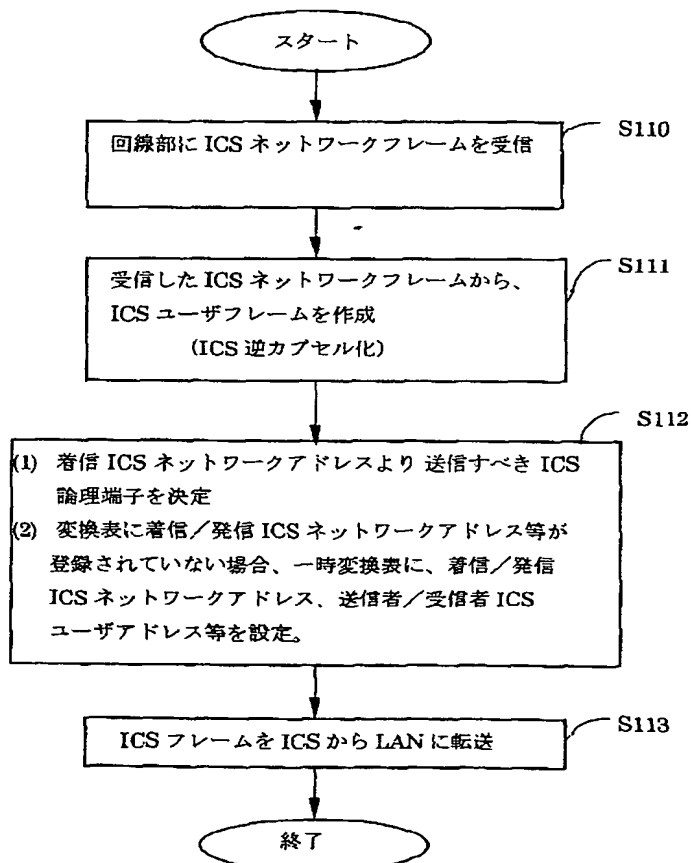 スタート
回線部に ICS ネットワークフレームを受信
S110
受信した ICS ネットワークフレームから、
ICS ユーザフレームを作成
(ICS 逆カプセル化)
S111
S112
(1) 着信 ICS ネットワークアドレスより 送信すべき ICS
論理端子を決定
(2) 変換表に着信／発信 ICS ネットワークアドレス等が
登録されていない場合、一時変換表に、着信／発信
ICS ネットワークアドレス、送信者／受信者 ICS
ユーザアドレス等を設定。
ICS フレームを ICS から LAN に転送
S113
終了